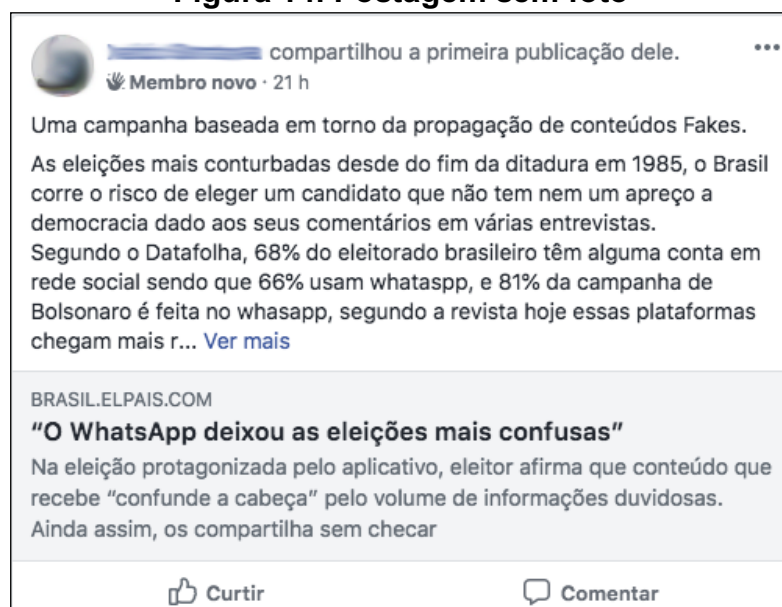 compartilhou a primeira publicação dele.
Membro novo · 21 h
Uma campanha baseada em torno da propagação de conteúdos Fakes.
As eleições mais conturbadas desde do fim da ditadura em 1985, o Brasil
corre o risco de eleger um candidato que não tem nem um apreço a
democracia dado aos seus comentários em várias entrevistas.
Segundo o Datafolha, 68% do eleitorado brasileiro têm alguma conta em
rede social sendo que 66% usam whataspp, e 81% da campanha de
Bolsonaro é feita no whasapp, segundo a revista hoje essas plataformas
chegam mais r... Ver mais
BRASIL.ELPAIS.COM
“O WhatsApp deixou as eleições mais confusas”
Na eleição protagonizada pelo aplicativo, eleitor afirma que conteúdo que
recebe “confunde a cabeça” pelo volume de informações duvidosas.
Ainda assim, os compartilha sem checar
Curtir Comentar